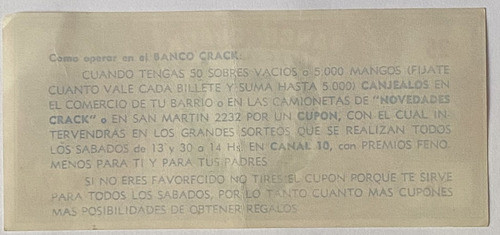 Como operar en el BANCO CRACK:
CUANDO TENGAS 50 SOBRES VACIOS o 5.000 MANGOS (FIJATE
CUANTO VALE CADA BILLETE Y SUMA HASTA 5.000) CANJEALOS EN
EL COMERCIO DE TU BARRIO o EN LAS CAMIONETAS DE "NOVEDADES
CRACK" o EN SAN MARTIN 2232 POR UN CUPON, CON EL CUAL IN-
TERVENDRAS EN LOS GRANDES SORTEOS QUE SE REALIZAN TODOS
LOS SABADOS de 13 y 30 a 14 Hs. EN CANAL 10, con PREMIOS FENO.
MENOS PARA TI Y PARA TUS PADRES
SI NO ERES FAVORECIDO NO TIRES EL CUPON PORQUE TE SIRVE
PARA TODOS LOS SABADOS, POR LO TANTO CUANTO MAS CUPONES
MAS POSIBILIDADES DE OBTENER REGALOS